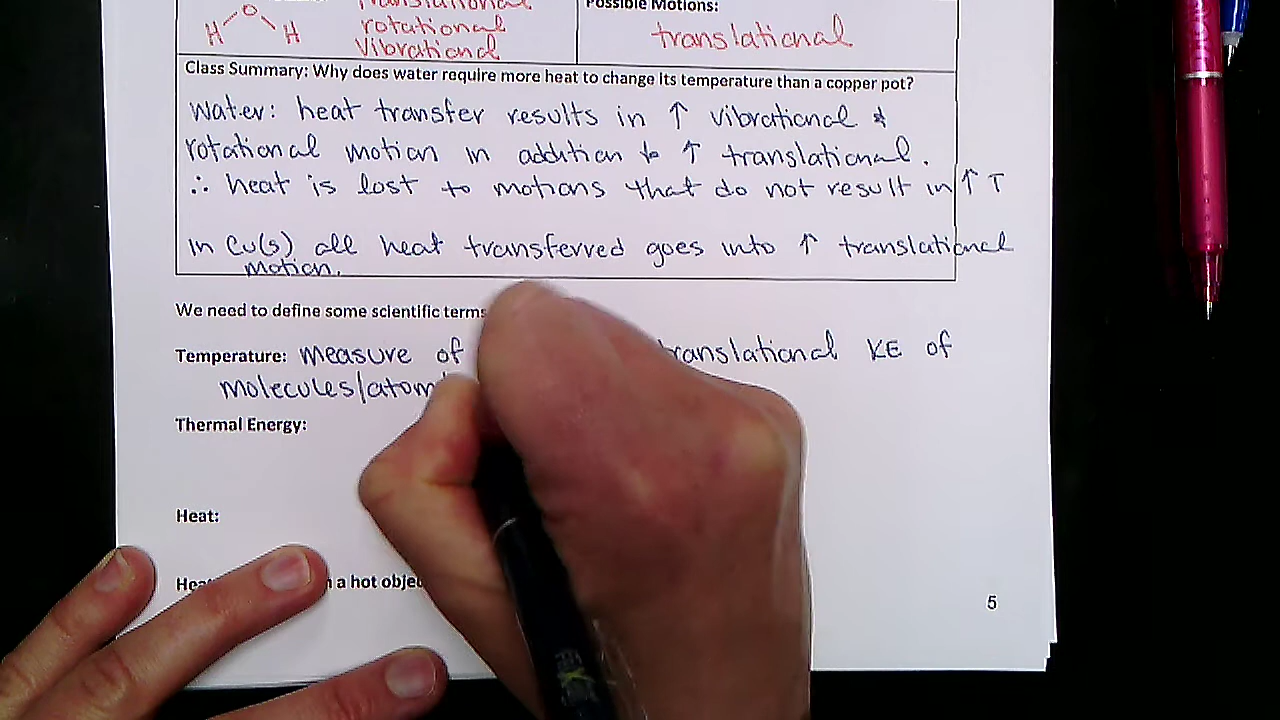 translational
rotational
vibrational
O
H H
Possible Motions:
translational
Class Summary: Why does water require more heat to change its temperature than a copper pot?
Water: heat transfer results in ↑ vibrational &
rotational motion in addition to ↑ translational.
∴ heat is lost to motions that do not result in ↑ T
In Cu(s) all heat transferred goes into ↑ translational
motion.
We need to define some scientific terms
Temperature: measure of translational KE of
molecules/atom
Thermal Energy:
Heat:
a hot
5